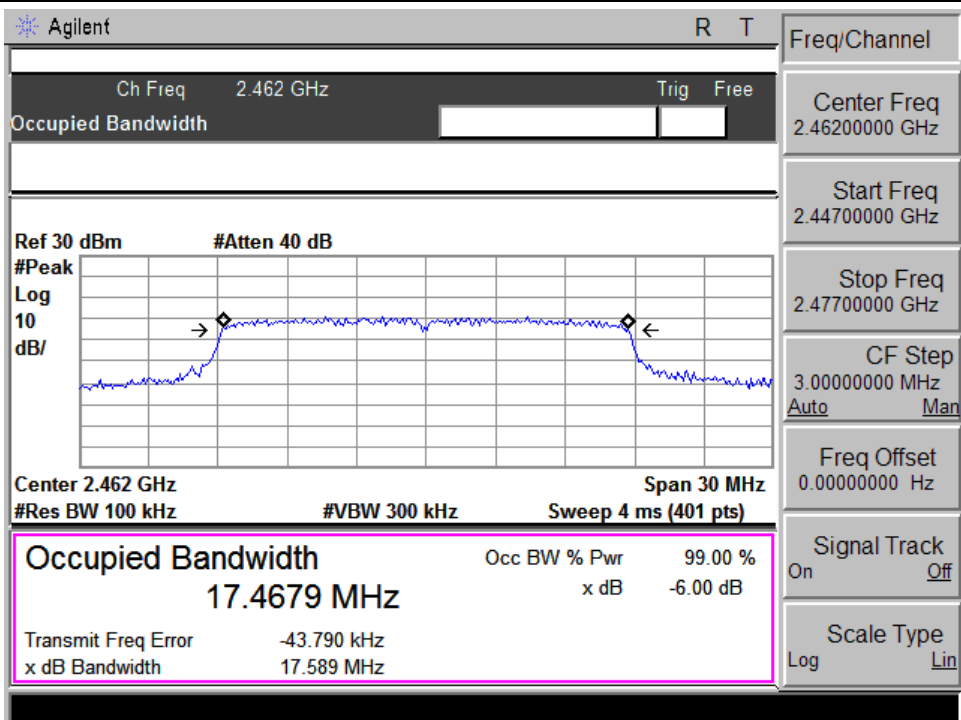 Agilent R T
Ch Freq 2.462 GHz Trig Free
Occupied Bandwidth
Ref 30 dBm #Atten 40 dB
#Peak
Log
10
dB/
Center 2.462 GHz Span 30 MHz
#Res BW 100 kHz #VBW 300 kHz Sweep 4 ms (401 pts)
Occupied Bandwidth Occ BW % Pwr 99.00 %
17.4679 MHz x dB -6.00 dB
Transmit Freq Error -43.790 kHz
x dB Bandwidth 17.589 MHz
Freq/Channel
Center Freq
2.46200000 GHz
Start Freq
2.44700000 GHz
Stop Freq
2.47700000 GHz
CF Step
3.00000000 MHz
Auto Man
Freq Offset
0.00000000 Hz
Signal Track
On Off
Scale Type
Log Lin